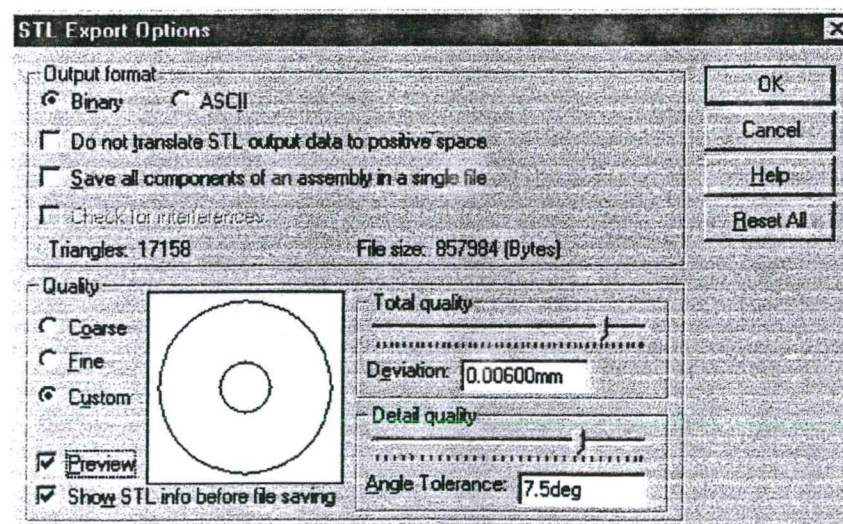 STL Export Options
Output format
Binary ASCII
Do not translate STL output data to positive space
Save all components of an assembly in a single file
Check for interferences
Triangles: 17158 File size: 857984 (Bytes)
OK
Cancel
Help
Reset All
Quality
Coarse
Fine
Custom
Preview
Show STL info before file saving
Total quality
Deviation: 0.00600mm
Detail quality
Angle Tolerance: 7.5deg